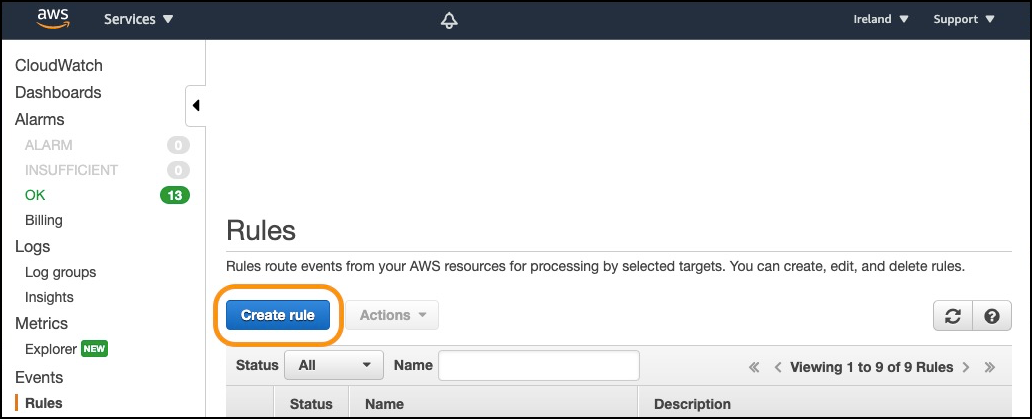 aws Services Ireland Support
CloudWatch
Dashboards
Alarms
ALARM 0
INSUFFICIENT 0
OK 13
Billing
Logs
Log groups
Insights
Metrics
Explorer NEW
Events
Rules
Rules
Rules route events from your AWS resources for processing by selected targets. You can create, edit, and delete rules.
Create rule Actions
Status All Name « < Viewing 1 to 9 of 9 Rules > »
Status Name Description